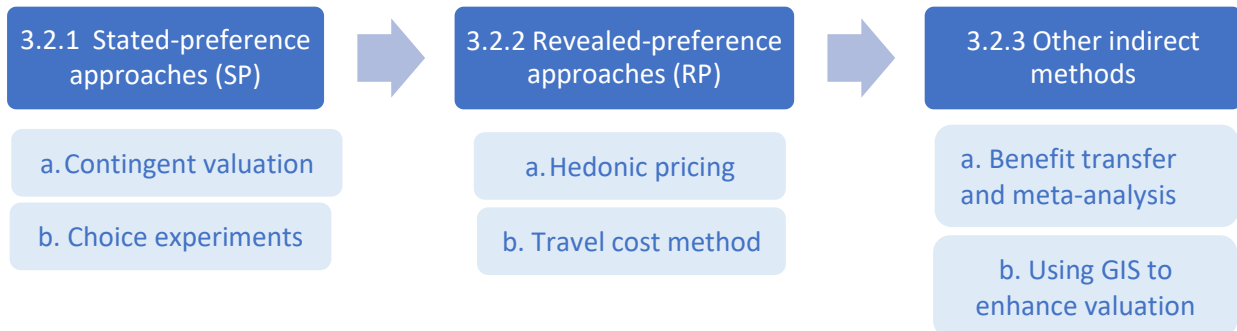 3.2.1 Stated-preference
approaches (SP)
a. Contingent valuation
b. Choice experiments
3.2.2 Revealed-preference
approaches (RP)
a. Hedonic pricing
b. Travel cost method
3.2.3 Other indirect
methods
a. Benefit transfer
and meta-analysis
b. Using GIS to
enhance valuation